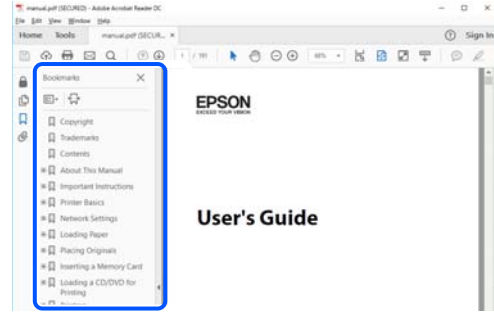 manual.pdf (SECURED) - Adobe Acrobat Reader DC
File Edit View Window Help
Home Tools manual.pdf (SECUR... × Sign In
Bookmarks
EPSON
EXCEED YOUR VISION
Copyright
Trademarks
Contents
About This Manual
Important Instructions
Printer Basics
Network Settings
User's Guide
Loading Paper
Placing Originals
Inserting a Memory Card
Loading a CD/DVD for
Printing